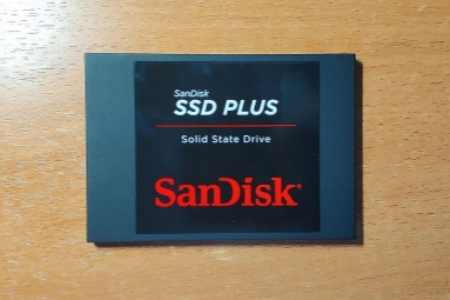 SanDisk
SSD PLUS
Solid State Drive
SanDisk®